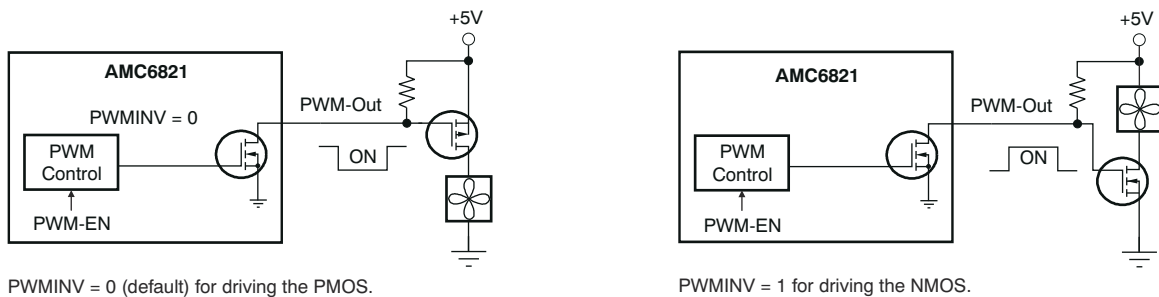 +5V
AMC6821
PWMINV = 0
PWM-Out
PWM
Control
ON
PWM-EN
PWMINV = 0 (default) for driving the PMOS.
+5V
AMC6821
PWM-Out
PWM
Control
ON
PWM-EN
PWMINV = 1 for driving the NMOS.